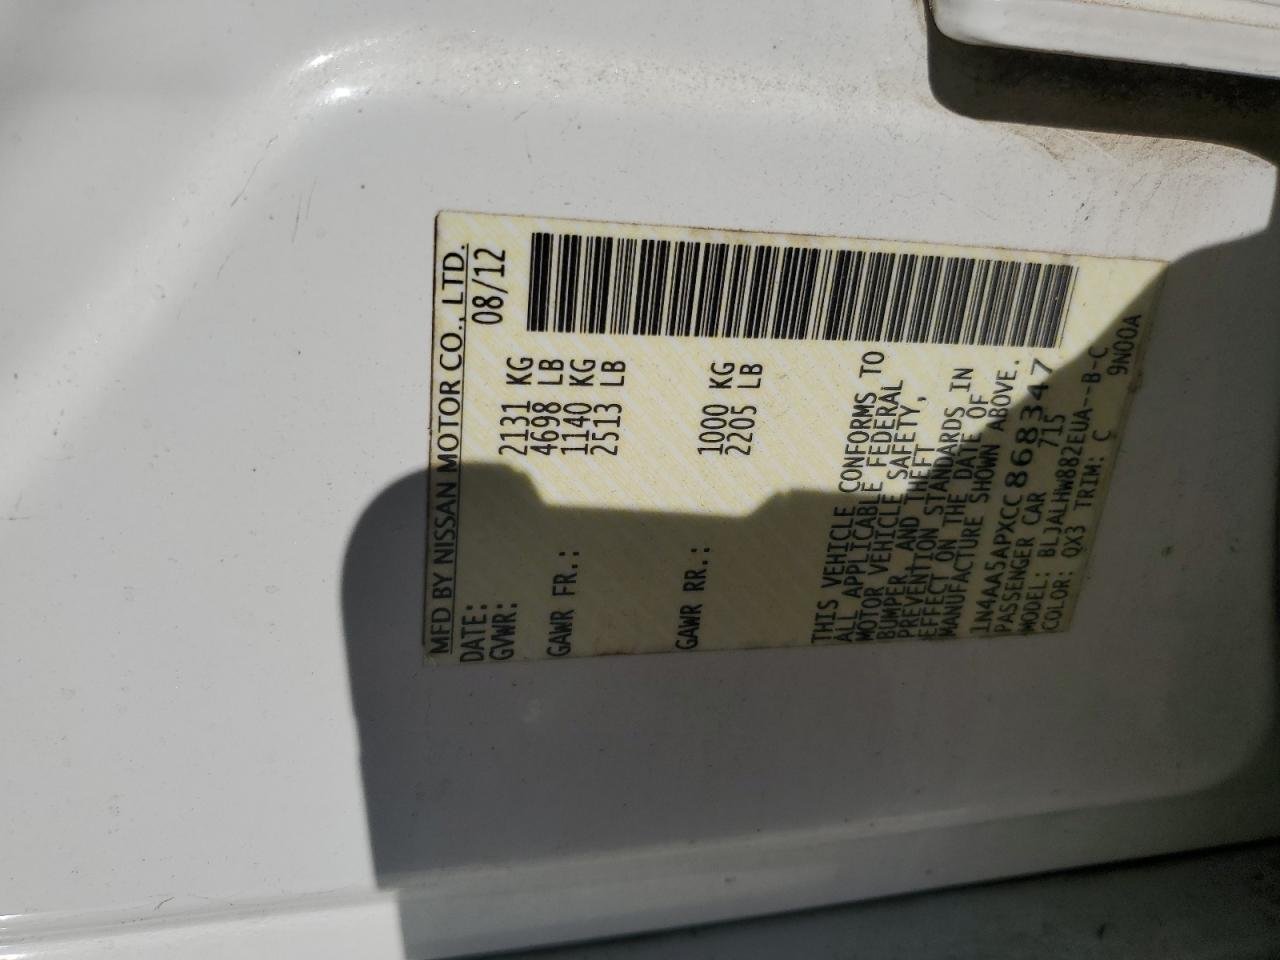 MFD BY NISSAN MOTOR CO., LTD.
DATE: 08/12
GVWR: 2131 KG
4698 LB
GAWR FR.: 1140 KG
2513 LB
GAWR RR.: 1000 KG
2205 LB
THIS VEHICLE CONFORMS TO
ALL APPLICABLE FEDERAL
MOTOR VEHICLE SAFETY,
BUMPER AND THEFT
PREVENTION STANDARDS IN
EFFECT ON THE DATE OF
MANUFACTURE SHOWN ABOVE.
1N4AA5APXCC868347
PASSENGER CAR 715
MODEL: BLJALHW882EUA--B-C
COLOR: QX3 TRIM: C 9N00A